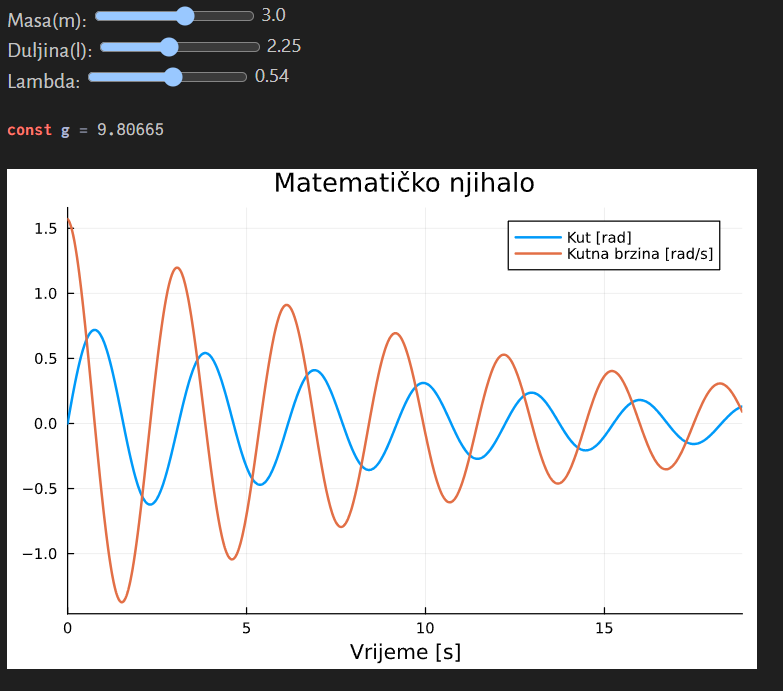 Masa(m): 3.0
Duljina(l): 2.25
Lambda: 0.54
const g = 9.80665
Matematičko njihalo
Kut [rad]
Kutna brzina [rad/s]
1.5
1.0
0.5
0.0
−0.5
−1.0
0 5 10 15
Vrijeme [s]